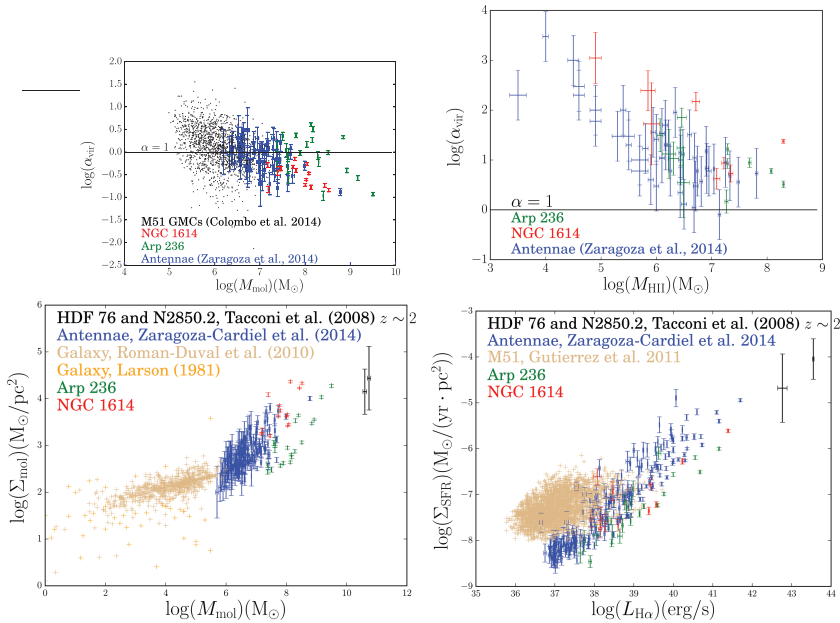 2.0
1.5
1.0
0.5
0.0
−0.5
−1.0
−1.5
−2.0
−2.5
log(α_vir)
α = 1
M51 GMCs (Colombo et al. 2014)
NGC 1614
Arp 236
Antennae (Zaragoza et al., 2014)
4 5 6 7 8 9 10
log(M_mol)(M_⊙)
4
3
2
1
0
−1
log(α_vir)
α = 1
Arp 236
NGC 1614
Antennae (Zaragoza et al., 2014)
3 4 5 6 7 8 9
log(M_HII)(M_⊙)
6
5
4
3
2
1
0
log(Σ_mol)(M_⊙/pc²)
HDF 76 and N2850.2, Tacconi et al. (2008) z ∼ 2
Antennae, Zaragoza-Cardiel et al. (2014)
Galaxy, Roman-Duval et al. (2010)
Galaxy, Larson (1981)
Arp 236
NGC 1614
0 2 4 6 8 10 12
log(M_mol)(M_⊙)
−3
−4
−5
−6
−7
−8
−9
log(Σ_SFR)(M_⊙/(yr · pc²))
HDF 76 and N2850.2, Tacconi et al. (2008) z ∼ 2
Antennae, Zaragoza-Cardiel et al. 2014
M51, Gutierrez et al. 2011
Arp 236
NGC 1614
35 36 37 38 39 40 41 42 43 44
log(L_Hα)(erg/s)